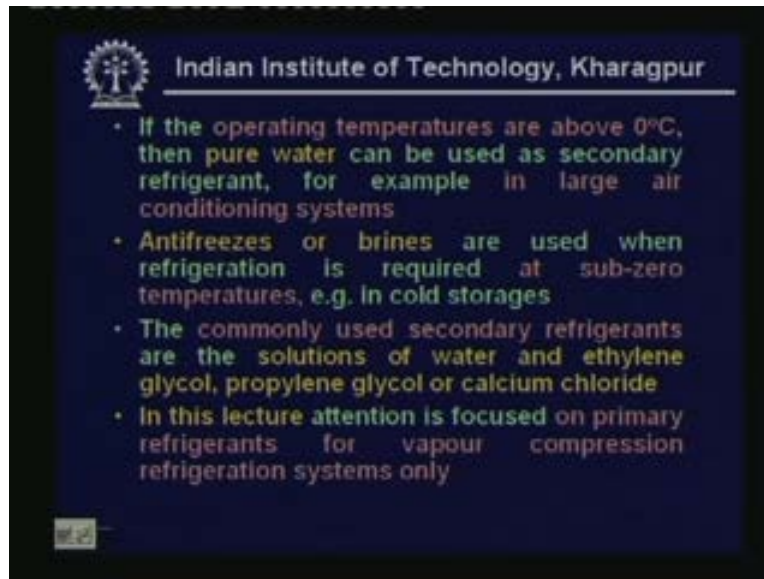 Indian Institute of Technology, Kharagpur
• If the operating temperatures are above 0°C,
then pure water can be used as secondary
refrigerant, for example in large air
conditioning systems
• Antifreezes or brines are used when
refrigeration is required at sub-zero
temperatures, e.g. in cold storages
• The commonly used secondary refrigerants
are the solutions of water and ethylene
glycol, propylene glycol or calcium chloride
• In this lecture attention is focused on primary
refrigerants for vapour compression
refrigeration systems only